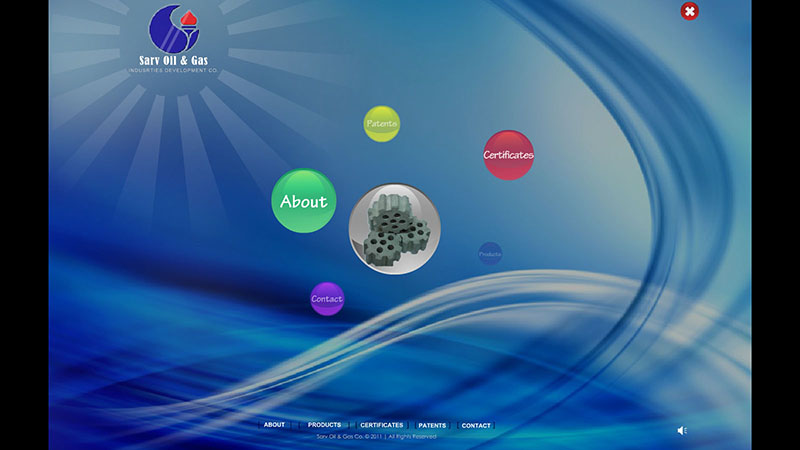 Sarv Oil & Gas
INDUSRTIES DEVELOPMENT CO.
Patents
Certificates
About
Products
Contact
ABOUT PRODUCTS CERTIFICATES PATENTS CONTACT
Sarv Oil & Gas Co. © 2011 | All Rights Reserved